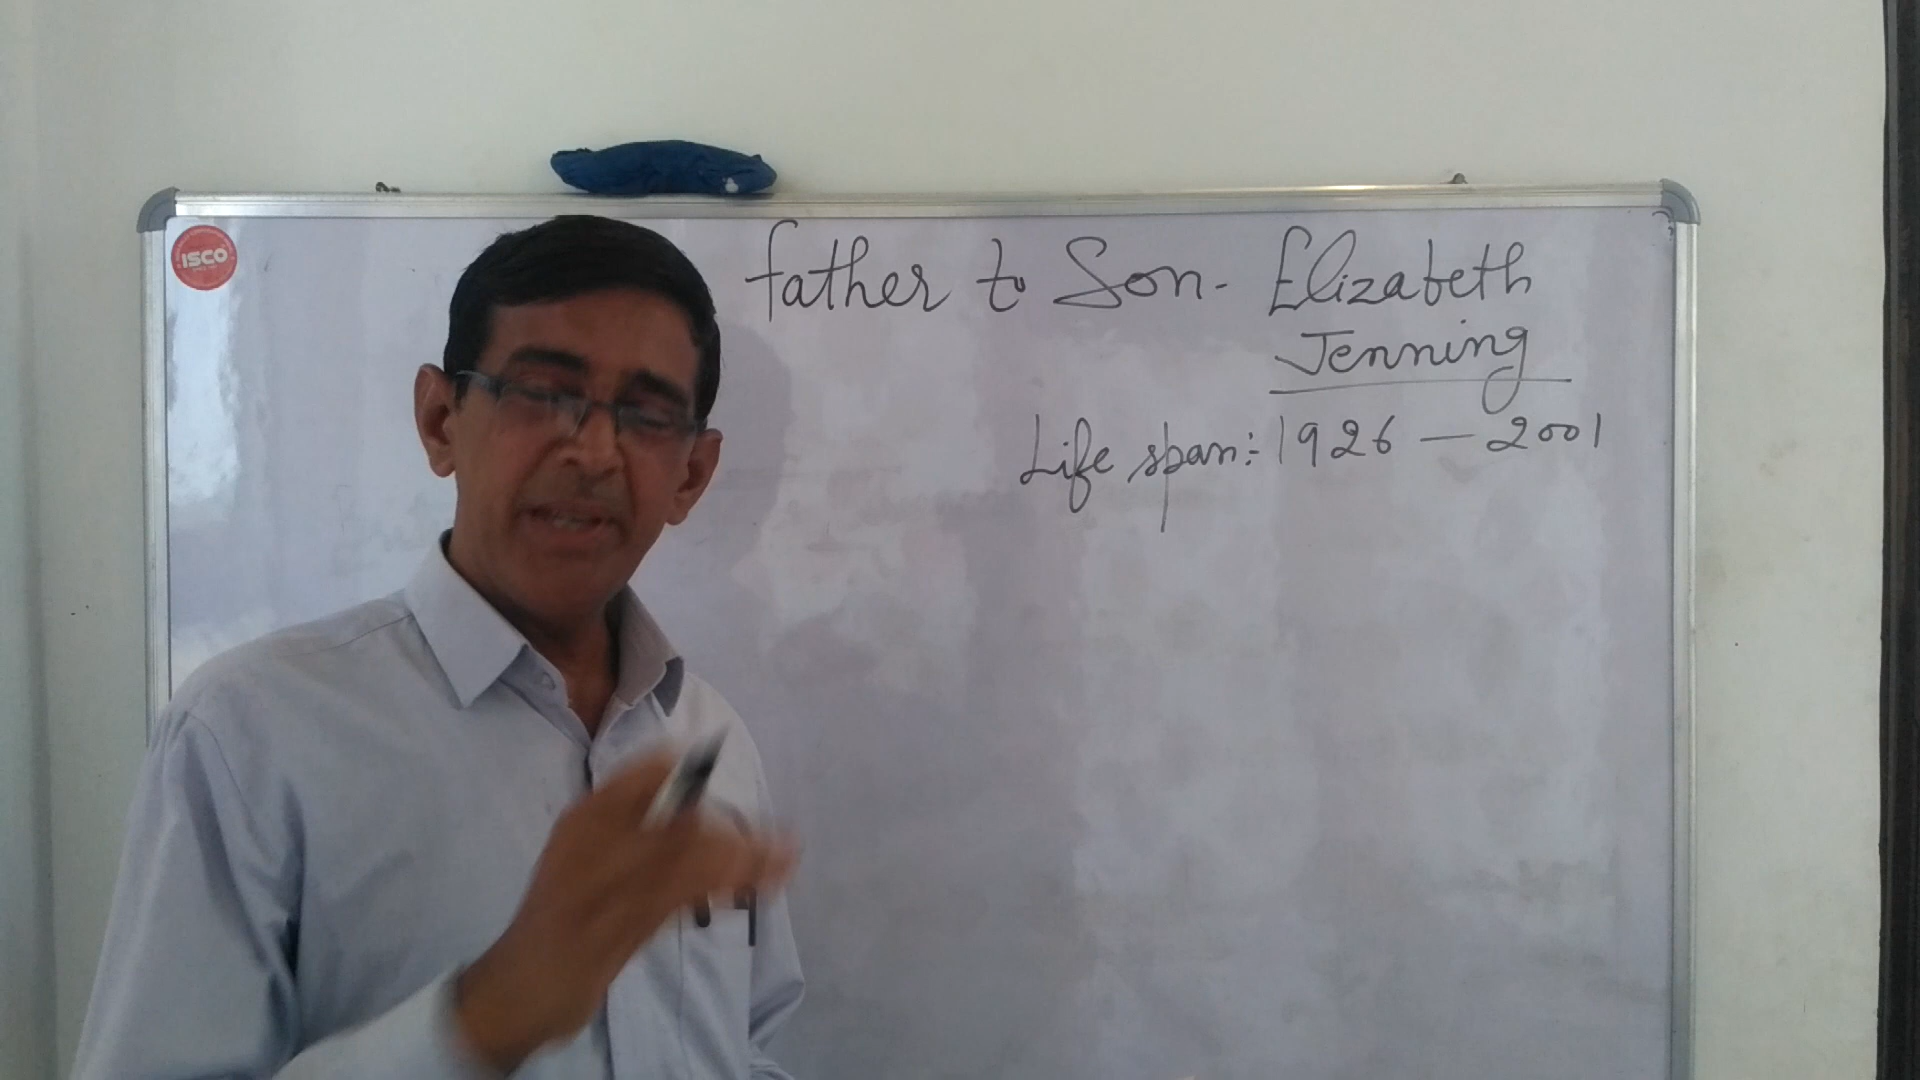 ISCO
father to Son - Elizabeth
Jenning
Life span :- 1926 — 2001